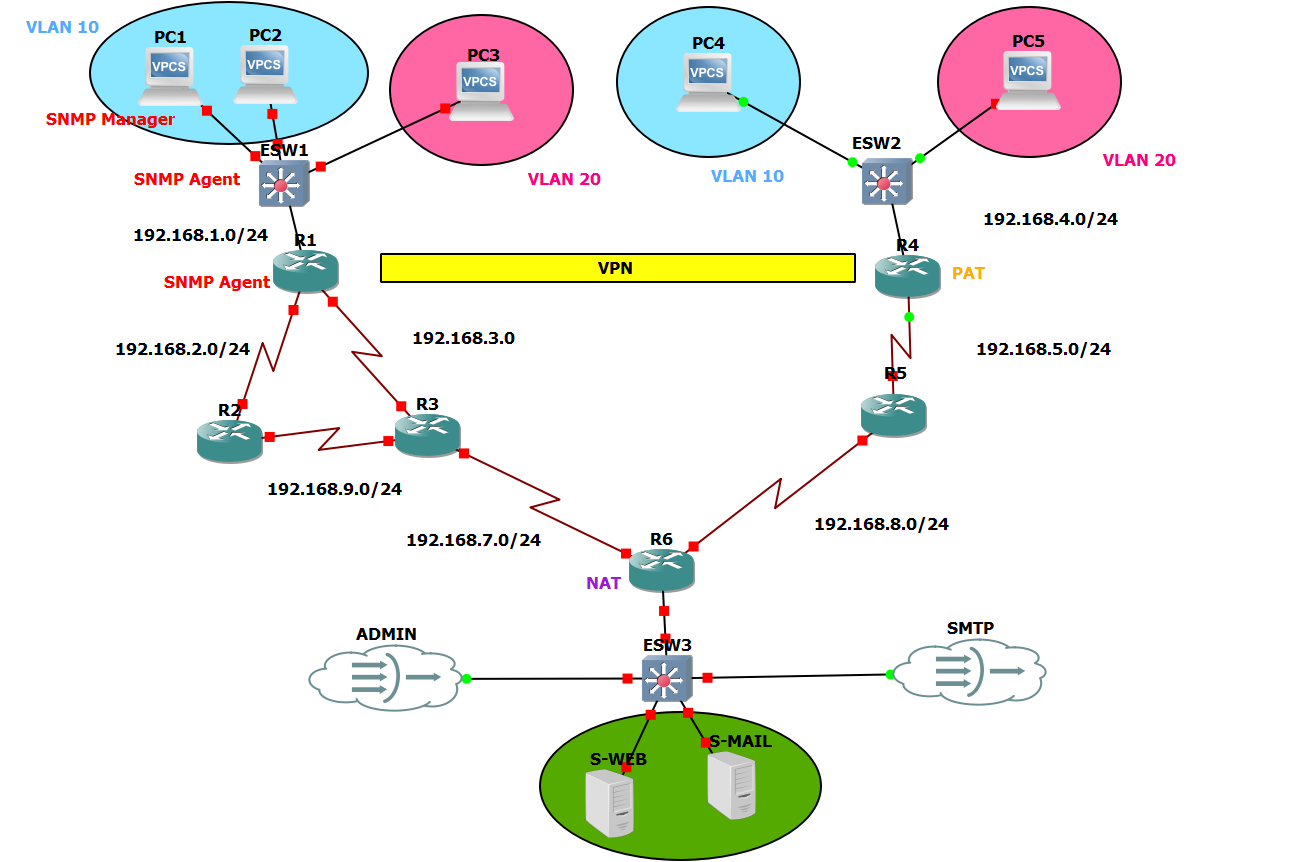 VLAN 10
PC1
PC2
PC3
PC4
PC5
VPCS
VPCS
VPCS
VPCS
VPCS
SNMP Manager
ESW1
ESW2
SNMP Agent
VLAN 20
VLAN 10
VLAN 20
192.168.1.0/24
R1
192.168.4.0/24
R4
SNMP Agent
VPN
PAT
192.168.2.0/24
192.168.3.0
192.168.5.0/24
R5
R2
R3
192.168.9.0/24
192.168.7.0/24
192.168.8.0/24
R6
NAT
ADMIN
ESW3
SMTP
S-WEB
S-MAIL